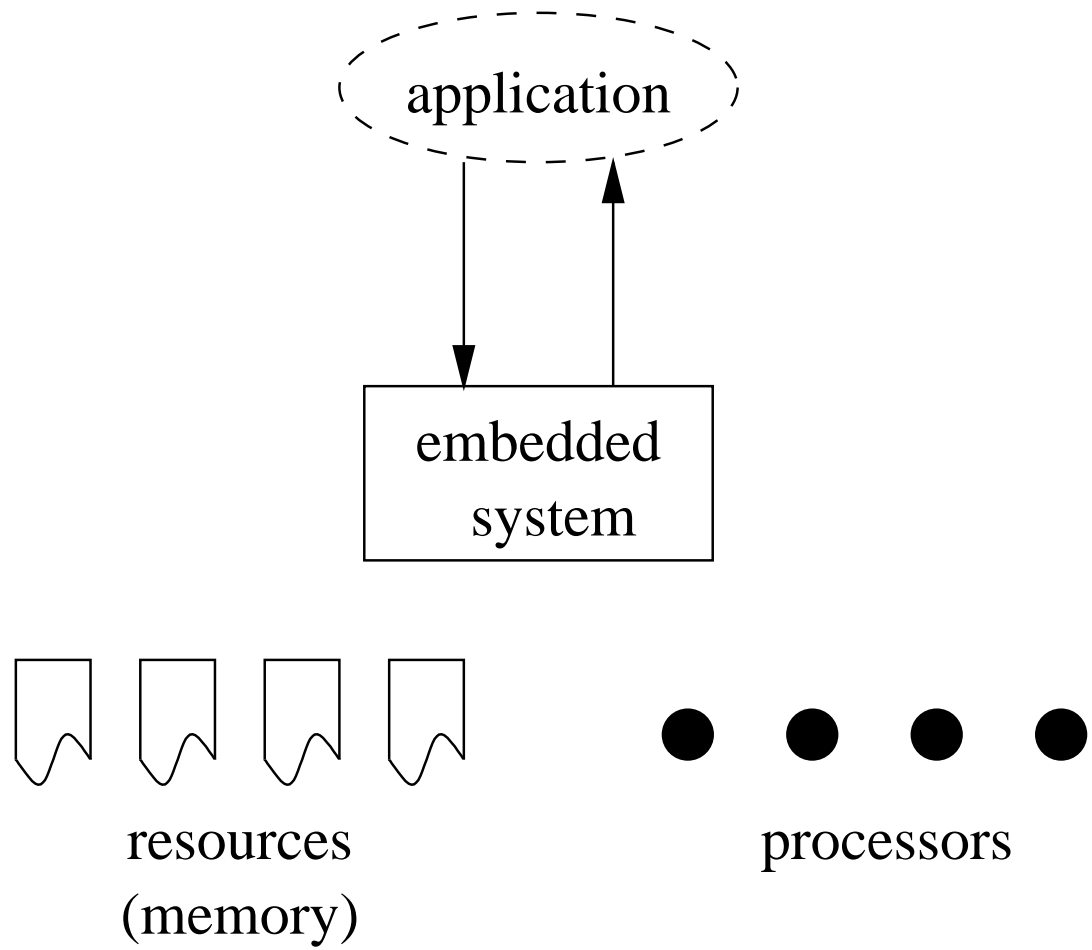 application
embedded
system
resources
(memory)
processors